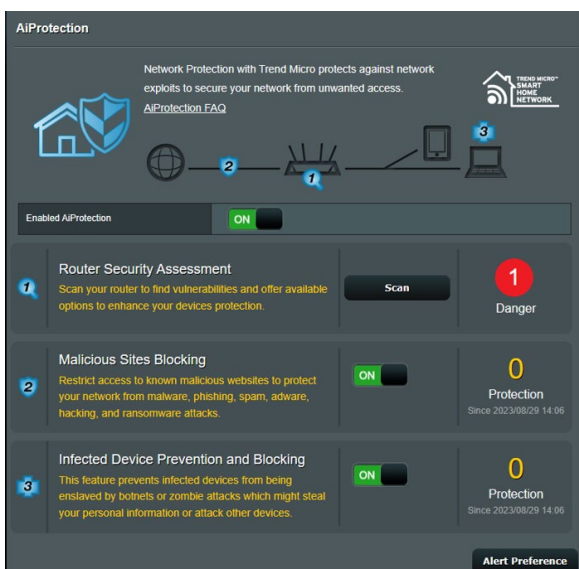 AiProtection
Network Protection with Trend Micro protects against network
exploits to secure your network from unwanted access.
AiProtection FAQ
TREND MICRO™
SMART
HOME
NETWORK
3
2
1
Enabled AiProtection
ON
1
Router Security Assessment
Scan your router to find vulnerabilities and offer available
options to enhance your devices protection.
Scan
1
Danger
2
Malicious Sites Blocking
Restrict access to known malicious websites to protect
your network from malware, phishing, spam, adware,
hacking, and ransomware attacks.
ON
0
Protection
Since 2023/08/29 14:06
3
Infected Device Prevention and Blocking
This feature prevents infected devices from being
enslaved by botnets or zombie attacks which might steal
your personal information or attack other devices.
ON
0
Protection
Since 2023/08/29 14:06
Alert Preference